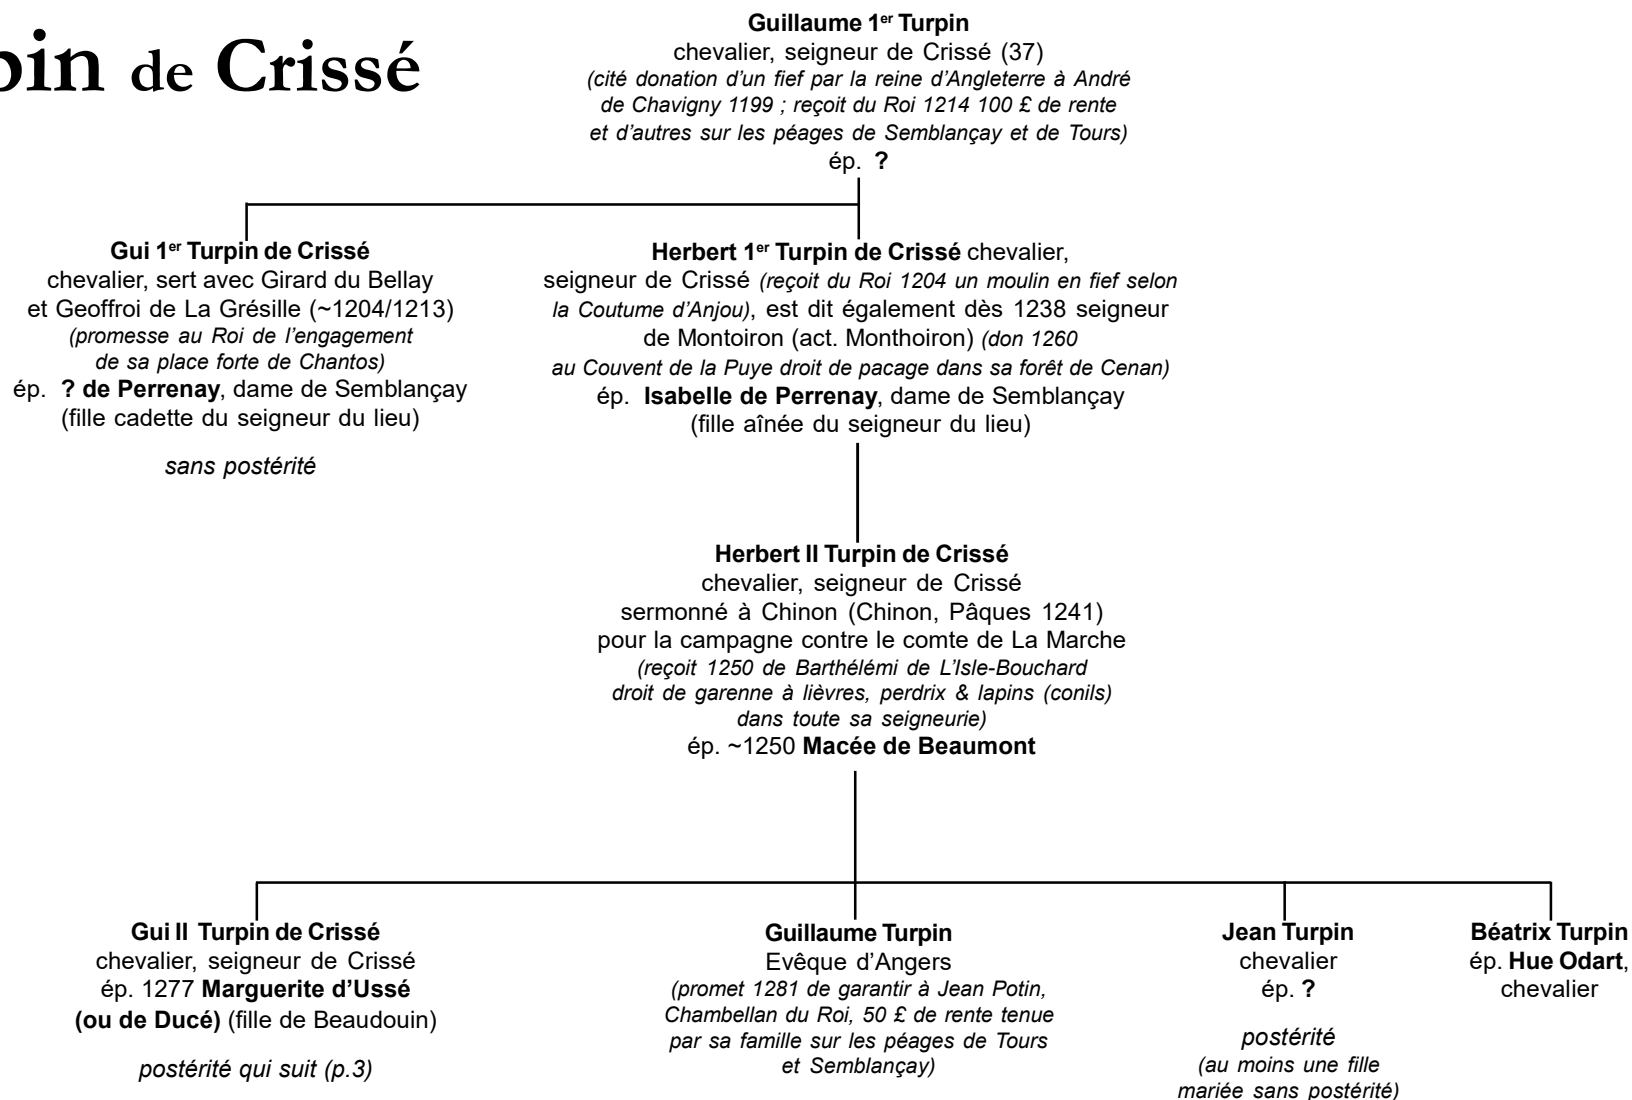 pin de Crissé
Guillaume 1er Turpin
chevalier, seigneur de Crissé (37)
(cité donation d'un fief par la reine d'Angleterre à André
de Chavigny 1199 ; reçoit du Roi 1214 100 £ de rente
et d'autres sur les péages de Semblançay et de Tours)
ép. ?
Gui 1er Turpin de Crissé
chevalier, sert avec Girard du Bellay
et Geoffroi de La Grésille (~1204/1213)
(promesse au Roi de l'engagement
de sa place forte de Chantos)
ép. ? de Perrenay, dame de Semblançay
(fille cadette du seigneur du lieu)
sans postérité
Herbert 1er Turpin de Crissé chevalier,
seigneur de Crissé (reçoit du Roi 1204 un moulin en fief selon
la Coutume d'Anjou), est dit également dès 1238 seigneur
de Montoiron (act. Monthoiron) (don 1260
au Couvent de la Puye droit de pacage dans sa forêt de Cenan)
ép. Isabelle de Perrenay, dame de Semblançay
(fille aînée du seigneur du lieu)
Herbert II Turpin de Crissé
chevalier, seigneur de Crissé
sermonné à Chinon (Chinon, Pâques 1241)
pour la campagne contre le comte de La Marche
(reçoit 1250 de Barthélémi de L'Isle-Bouchard
droit de garenne à lièvres, perdrix & lapins (conils)
dans toute sa seigneurie)
ép. ~1250 Macée de Beaumont
Gui II Turpin de Crissé
chevalier, seigneur de Crissé
ép. 1277 Marguerite d'Ussé
(ou de Ducé) (fille de Beaudouin)
postérité qui suit (p.3)
Guillaume Turpin
Evêque d'Angers
(promet 1281 de garantir à Jean Potin,
Chambellan du Roi, 50 £ de rente tenue
par sa famille sur les péages de Tours
et Semblançay)
Jean Turpin
chevalier
ép. ?
postérité
(au moins une fille
mariée sans postérité)
Béatrix Turpin
ép. Hue Odart,
chevalier